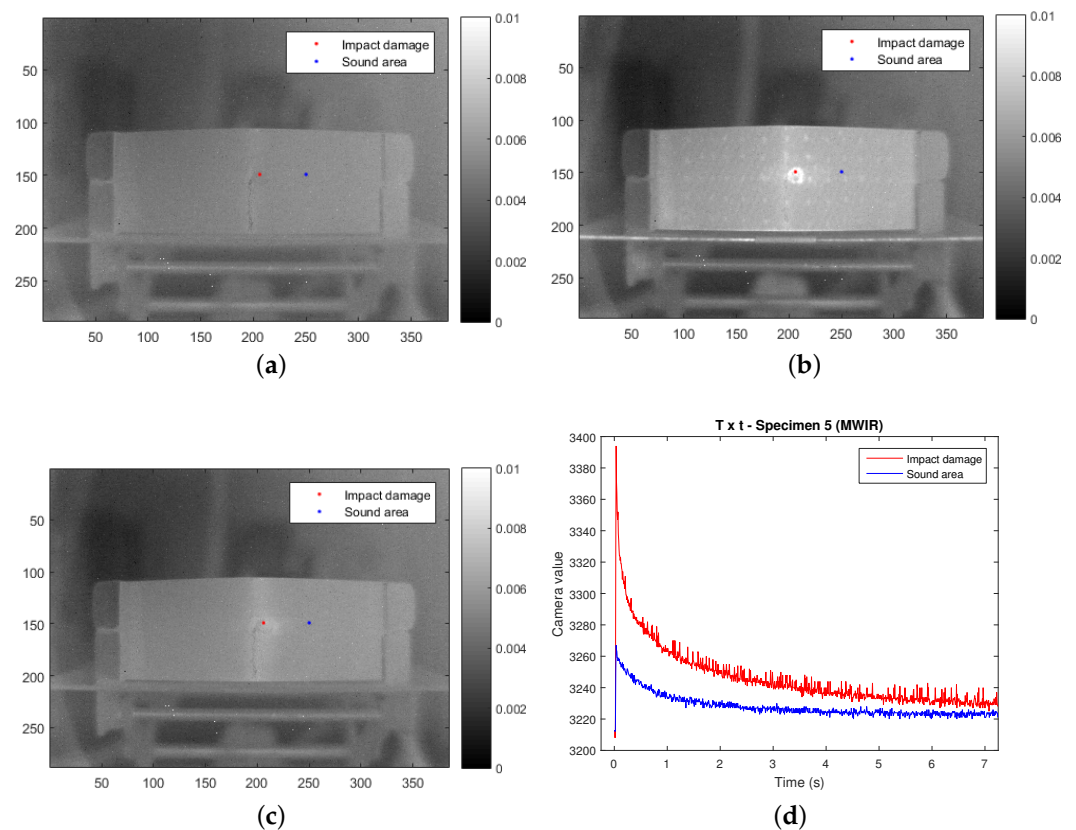 0.01
Impact damage
Sound area
50
0.008
100
0.006
150
0.004
200
0.002
250
0
50 100 150 200 250 300 350
(a)
0.01
Impact damage
Sound area
50
0.008
100
0.006
150
0.004
200
0.002
250
0
50 100 150 200 250 300 350
(b)
0.01
Impact damage
Sound area
50
0.008
100
0.006
150
0.004
200
0.002
250
0
50 100 150 200 250 300 350
(c)
T x t - Specimen 5 (MWIR)
3400
Impact damage
Sound area
3380
3360
3340
3320
3300
3280
3260
3240
3220
3200
Camera value
0 1 2 3 4 5 6 7
Time (s)
(d)